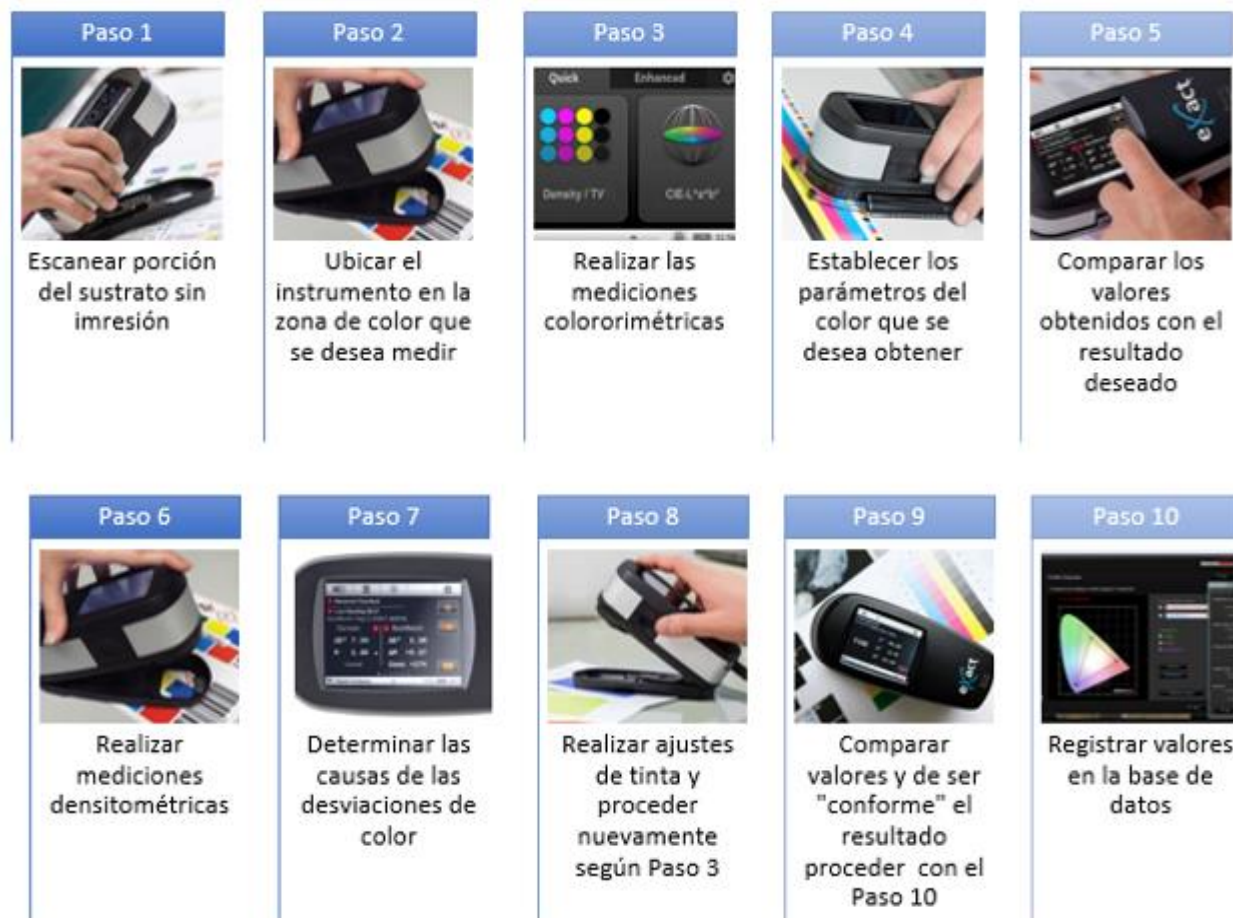 Paso 1
Escanear porción
del sustrato sin
imresión
Paso 2
Ubicar el
instrumento en la
zona de color que
se desea medir
Paso 3
Quick
Enhanced
Density / TV
CIE-L*a*b*
Realizar las
mediciones
colororimétricas
Paso 4
Establecer los
parámetros del
color que se
desea obtener
Paso 5
eXact
Comparar los
valores
obtenidos con el
resultado
deseado
Paso 6
Realizar
mediciones
densitométricas
Paso 7
Determinar las
causas de las
desviaciones de
color
Paso 8
Realizar ajustes
de tinta y
proceder
nuevamente
según Paso 3
Paso 9
eXact
Comparar
valores y de ser
"conforme" el
resultado
proceder con el
Paso 10
Paso 10
Registrar valores
en la base de
datos